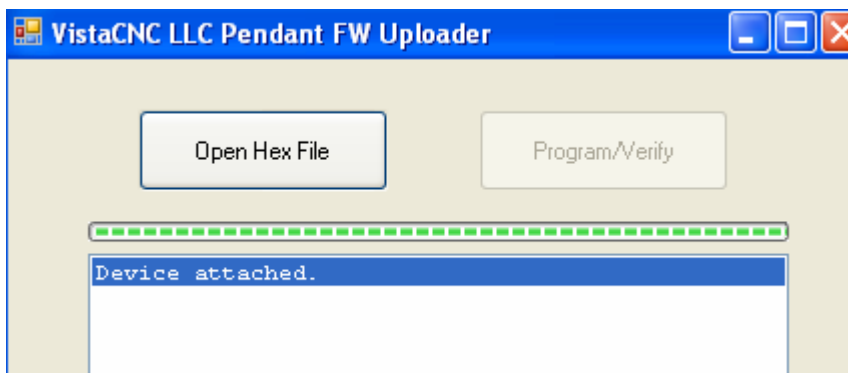 VistaCNC LLC Pendant FW Uploader
Open Hex File
Program/Verify
Device attached.